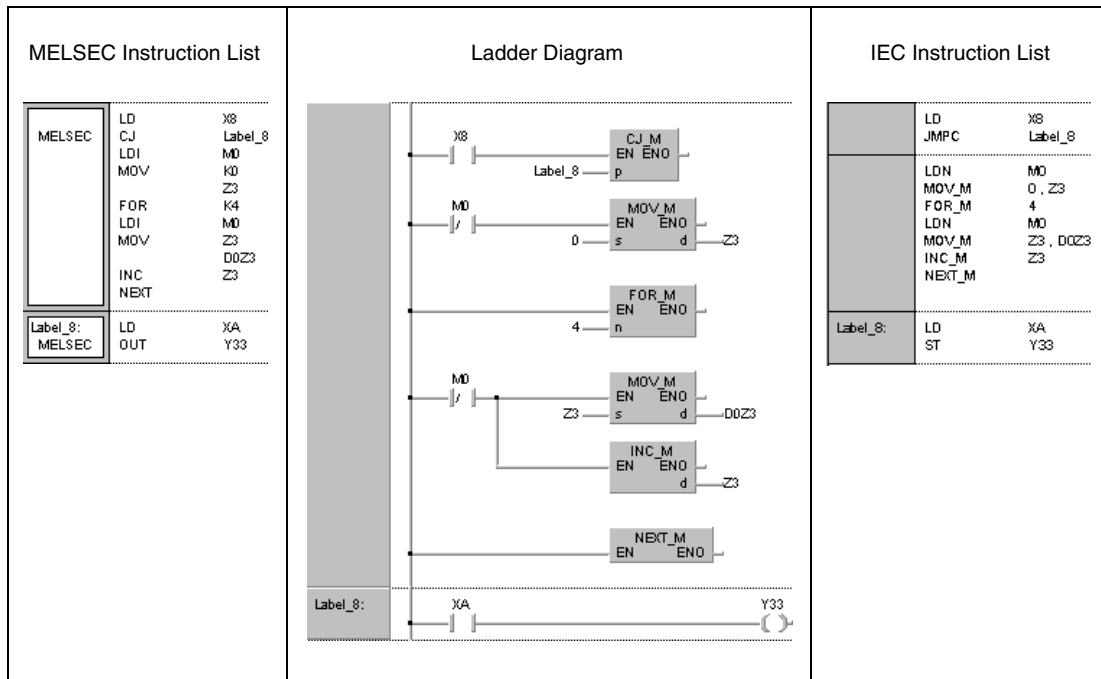 MELSEC Instruction List
MELSEC
LD X8
CJ Label_8
LDI M0
MOV K0
Z3
FOR K4
LDI M0
MOV Z3
D0Z3
INC Z3
NEXT
Label_8:
MELSEC
LD XA
OUT Y33
Ladder Diagram
X8
CJ_M
EN ENO
Label_8 p
M0
MOV_M
EN ENO
0 s d Z3
FOR_M
EN ENO
4 n
M0
MOV_M
EN ENO
Z3 s d D0Z3
INC_M
EN ENO
d Z3
NEXT_M
EN ENO
Label_8:
XA Y33
IEC Instruction List
LD X8
JMPC Label_8
LDN M0
MOV_M 0 , Z3
FOR_M 4
LDN M0
MOV_M Z3 , D0Z3
INC_M Z3
NEXT_M
Label_8:
LD XA
ST Y33